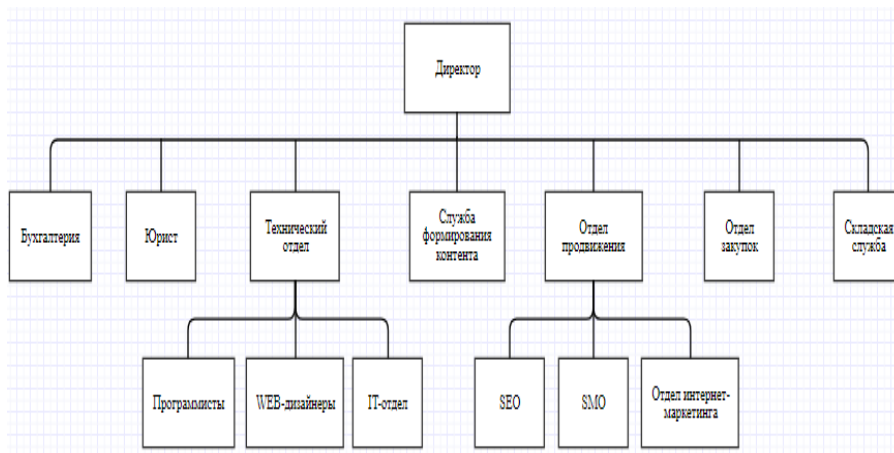 Директор
Бухгалтерия
Юрист
Технический
отдел
Служба
формирования
контента
Отдел
продвижения
Отдел
закупок
Складская
служба
Программисты
WEB-дизайнеры
IT-отдел
SEO
SMO
Отдел интернет-
маркетинга